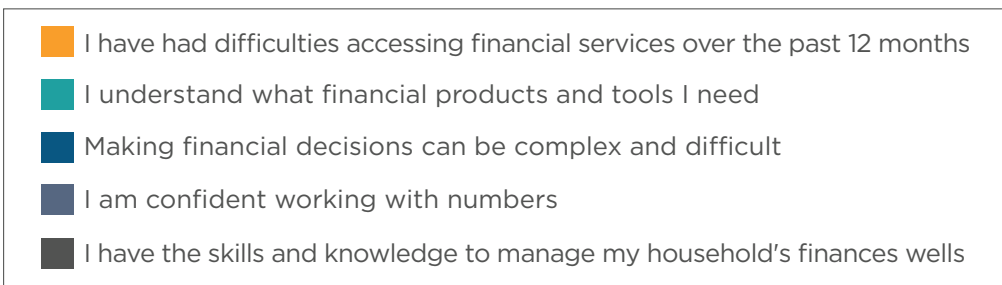 I have had difficulties accessing financial services over the past 12 months
I understand what financial products and tools I need
Making financial decisions can be complex and difficult
I am confident working with numbers
I have the skills and knowledge to manage my household's finances wells